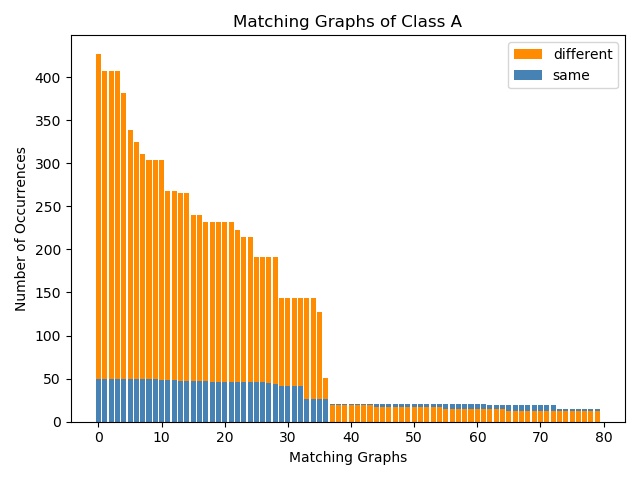 Matching Graphs of Class A
different
same
Number of Occurrences
400
350
300
250
200
150
100
50
0
0 10 20 30 40 50 60 70 80
Matching Graphs